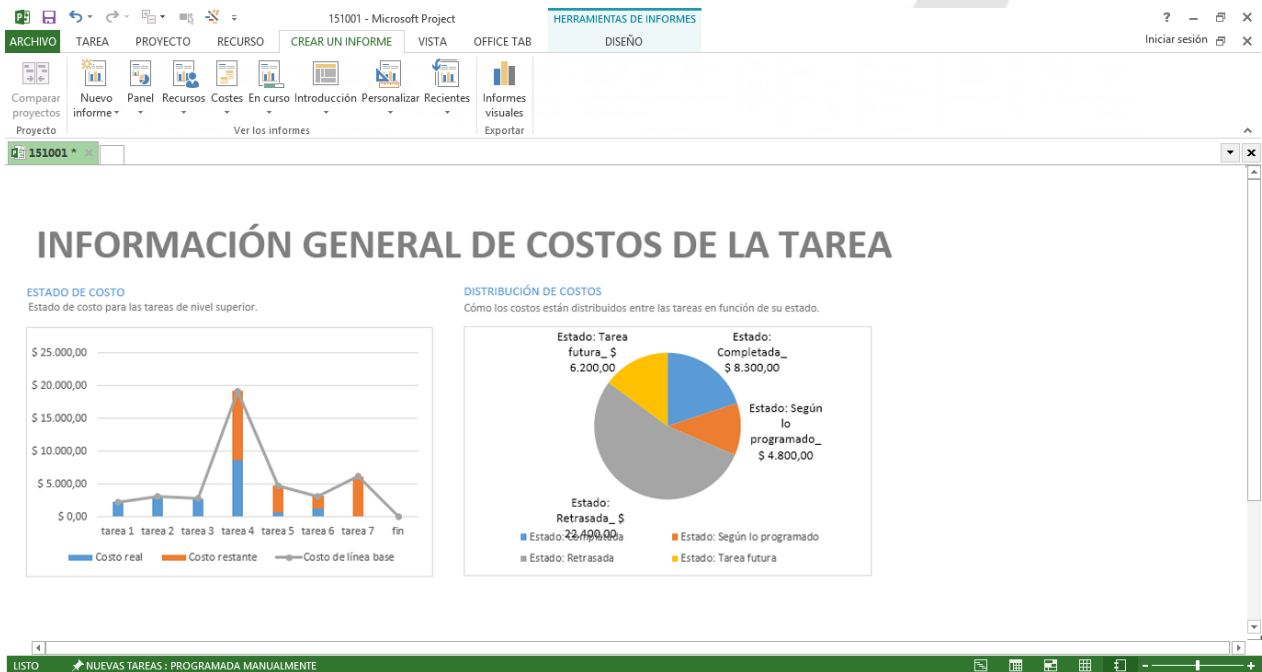 151001 - Microsoft Project
HERRAMIENTAS DE INFORMES
?
ARCHIVO TAREA PROYECTO RECURSO CREAR UN INFORME VISTA OFFICE TAB DISEÑO Iniciar sesión
Comparar proyectos
Nuevo informe
Panel
Recursos
Costes
En curso
Introducción
Personalizar
Recientes
Informes visuales
Proyecto
Ver los informes
Exportar
151001 *
INFORMACIÓN GENERAL DE COSTOS DE LA TAREA
ESTADO DE COSTO
Estado de costo para las tareas de nivel superior.
$ 25.000,00
$ 20.000,00
$ 15.000,00
$ 10.000,00
$ 5.000,00
$ 0,00
tarea 1 tarea 2 tarea 3 tarea 4 tarea 5 tarea 6 tarea 7 fin
Costo real Costo restante Costo de línea base
DISTRIBUCIÓN DE COSTOS
Cómo los costos están distribuidos entre las tareas en función de su estado.
Estado: Tarea
futura_ $
6.200,00
Estado:
Completada_
$ 8.300,00
Estado: Según
lo
programado_
$ 4.800,00
Estado:
Retrasada_ $
22.400,00
Estado: Completada Estado: Según lo programado
Estado: Retrasada Estado: Tarea futura
LISTO NUEVAS TAREAS : PROGRAMADA MANUALMENTE